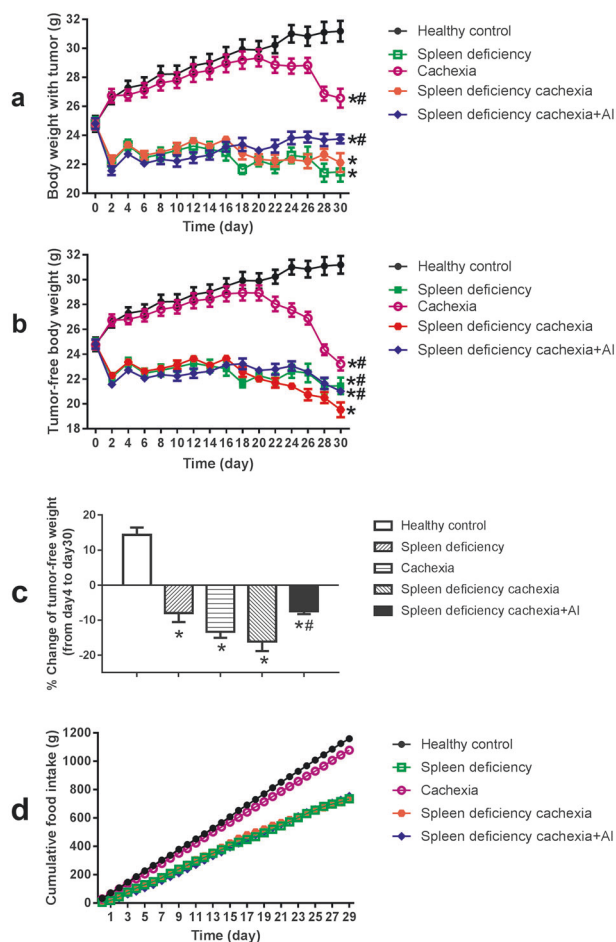 a
Body weight with tumor (g)
32
30
28
26
24
22
20
0 2 4 6 8 10 12 14 16 18 20 22 24 26 28 30
Time (day)
*#
*#
*
*
Healthy control
Spleen deficiency
Cachexia
Spleen deficiency cachexia
Spleen deficiency cachexia+AI
b
Tumor-free body weight (g)
32
30
28
26
24
22
20
0 2 4 6 8 10 12 14 16 18 20 22 24 26 28 30
Time (day)
*#
*#
*#
*
Healthy control
Spleen deficiency
Cachexia
Spleen deficiency cachexia
Spleen deficiency cachexia+AI
c
% Change of tumor-free weight
(from day4 to day30)
20
10
0
-10
-20
*
*
*
*#
Healthy control
Spleen deficiency
Cachexia
Spleen deficiency cachexia
Spleen deficiency cachexia+AI
d
Cumulative food intake (g)
1200
1000
800
600
400
200
0
1 3 5 7 9 11 13 15 17 19 21 23 25 27 29
Time (day)
Healthy control
Spleen deficiency
Cachexia
Spleen deficiency cachexia
Spleen deficiency cachexia+AI